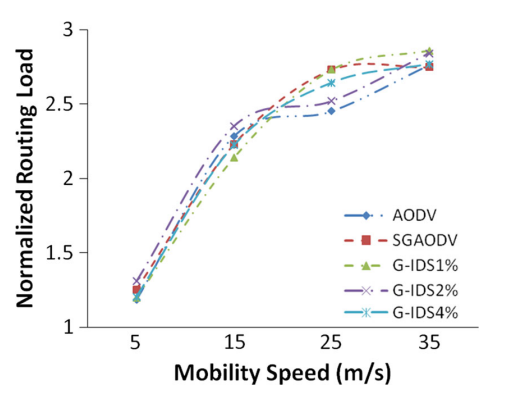 3
2.5
2
1.5
1
Normalized Routing Load
AODV
SGAODV
G-IDS1%
G-IDS2%
G-IDS4%
5 15 25 35
Mobility Speed (m/s)